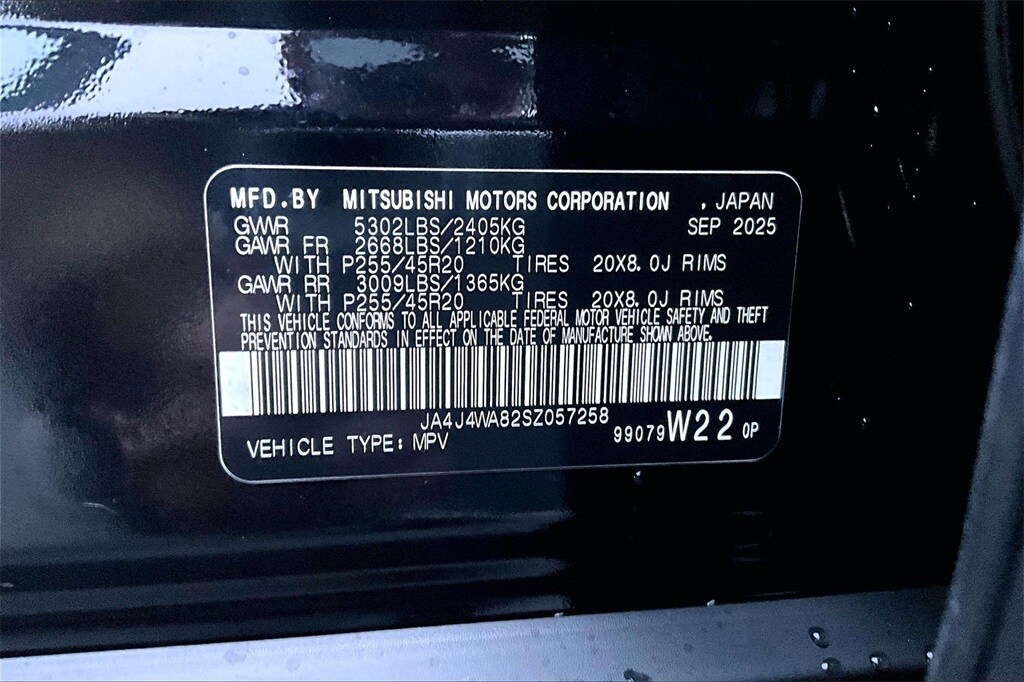 MFD.BY MITSUBISHI MOTORS CORPORATION , JAPAN
GVWR 5302LBS/2405KG SEP 2025
GAWR FR 2668LBS/1210KG
WITH P255/45R20 TIRES 20X8.0J RIMS
GAWR RR 3009LBS/1365KG
WITH P255/45R20 TIRES 20X8.0J RIMS
THIS VEHICLE CONFORMS TO ALL APPLICABLE FEDERAL MOTOR VEHICLE SAFETY AND THEFT
PREVENTION STANDARDS IN EFFECT ON THE DATE OF MANUFACTURE SHOWN ABOVE.
JA4J4WA82SZ057258
VEHICLE TYPE: MPV 99079 W22 0P